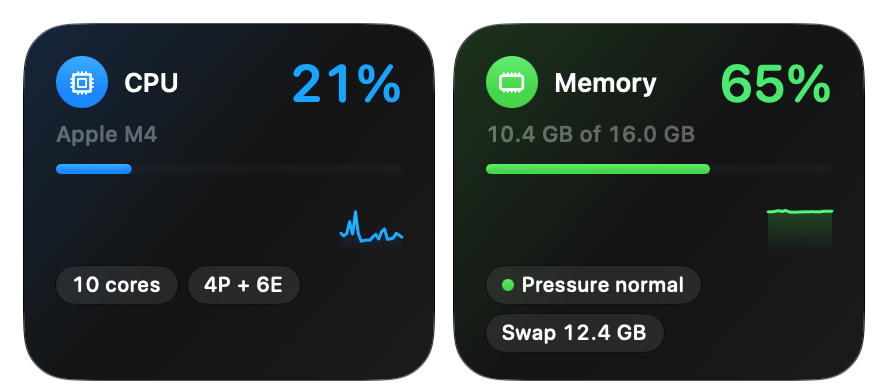 CPU
21%
Apple M4
10 cores
4P + 6E
Memory
65%
10.4 GB of 16.0 GB
Pressure normal
Swap 12.4 GB